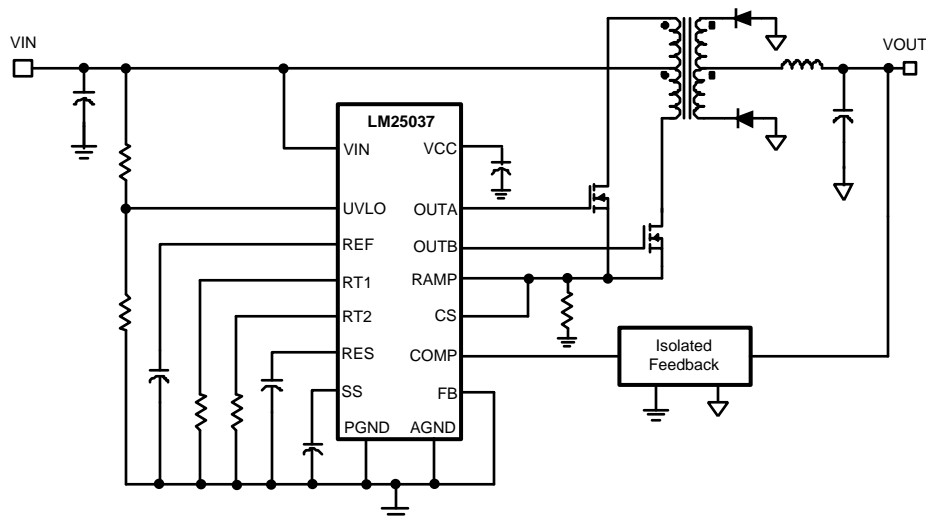 VIN
VOUT
LM25037
VIN
VCC
UVLO
OUTA
REF
OUTB
RT1
RAMP
RT2
CS
RES
COMP
SS
FB
PGND
AGND
Isolated
Feedback